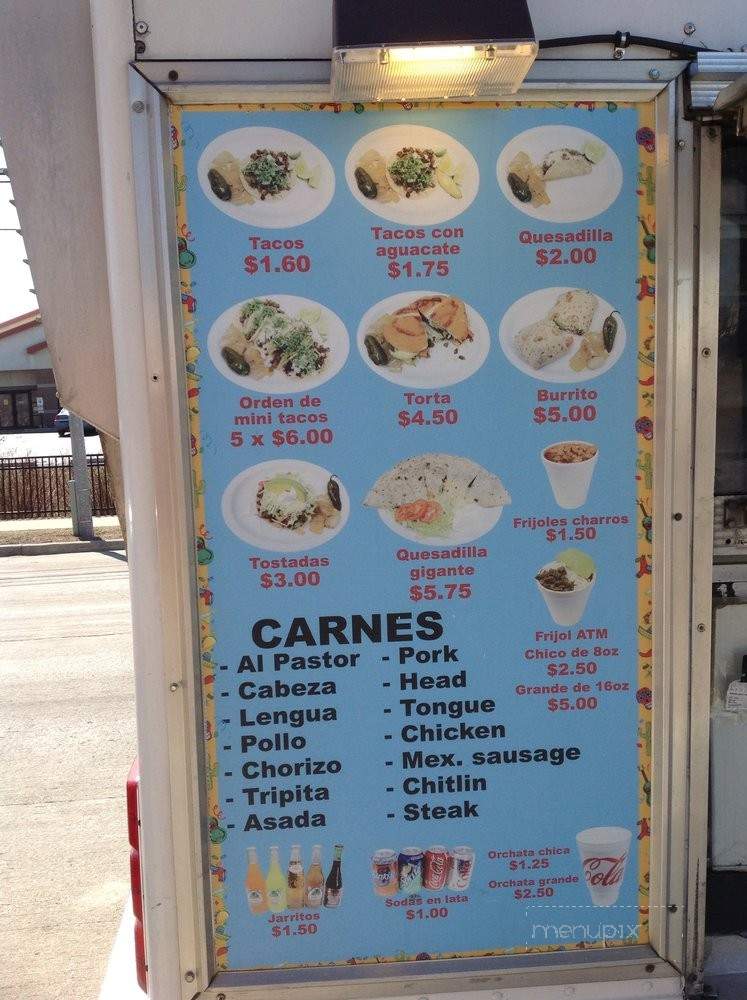 Tacos
$1.60
Tacos con
aguacate
$1.75
Quesadilla
$2.00
Orden de
mini tacos
5 x $6.00
Torta
$4.50
Burrito
$5.00
Tostadas
$3.00
Quesadilla
gigante
$5.75
Frijoles charros
$1.50
Frijol ATM
Chico de 8oz
$2.50
Grande de 16oz
$5.00
CARNES
- Al Pastor - Pork
- Cabeza - Head
- Lengua - Tongue
- Pollo - Chicken
- Chorizo - Mex. sausage
- Tripita - Chitlin
- Asada - Steak
Jarritos
$1.50
Sodas en lata
$1.00
Orchata chica
$1.25
Orchata grande
$2.50
Coca-Cola
Cola
menupix